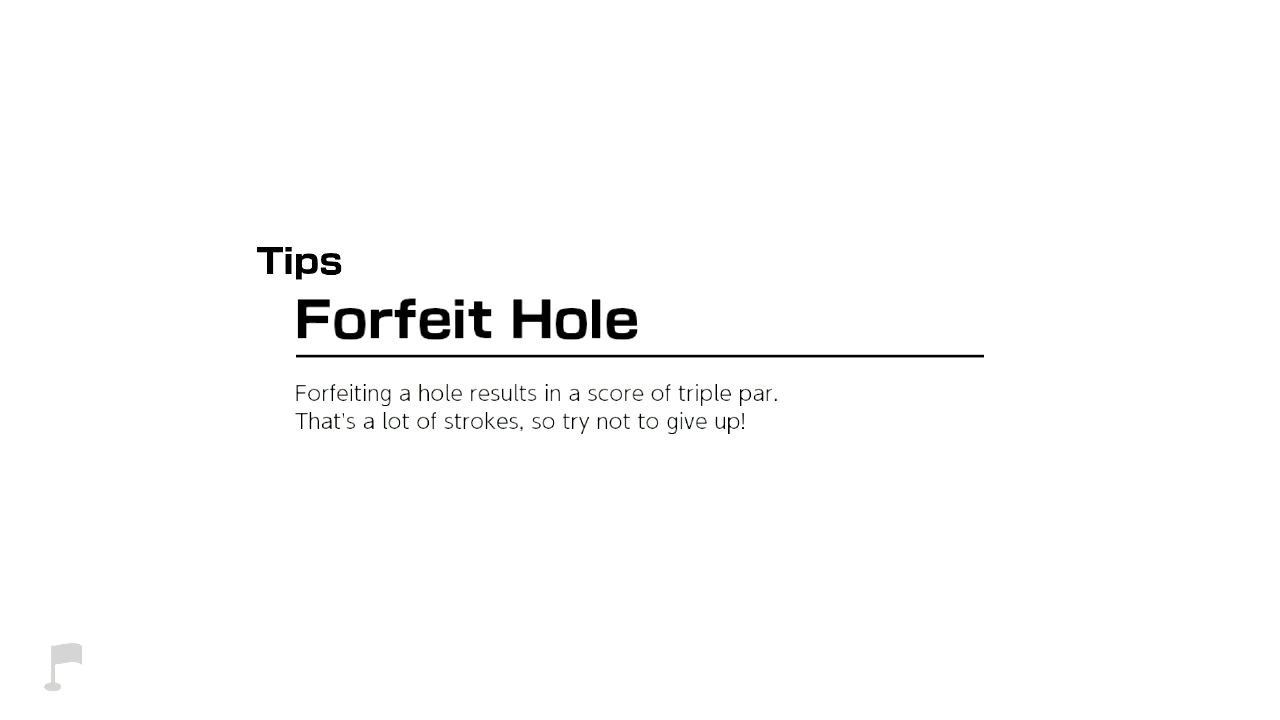 Tips
Forfeit Hole
Forfeiting a hole results in a score of triple par.
That's a lot of strokes, so try not to give up!